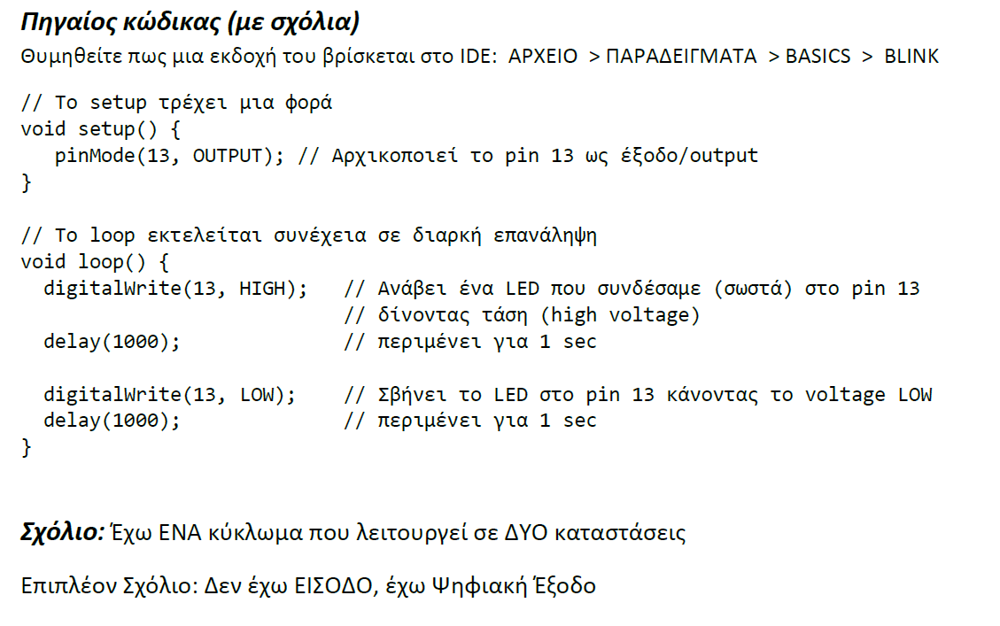 Πηγαίος κώδικας (με σχόλια)
Θυμηθείτε πως μια εκδοχή του βρίσκεται στο IDE: ΑΡΧΕΙΟ > ΠΑΡΑΔΕΙΓΜΑΤΑ > BASICS > BLINK
// Το setup τρέχει μια φορά
void setup() {
pinMode(13, OUTPUT); // Αρχικοποιεί το pin 13 ως έξοδο/output
}
// Το loop εκτελείται συνέχεια σε διαρκή επανάληψη
void loop() {
digitalWrite(13, HIGH); // Ανάβει ένα LED που συνδέσαμε (σωστά) στο pin 13
// δίνοντας τάση (high voltage)
delay(1000); // περιμένει για 1 sec
digitalWrite(13, LOW); // Σβήνει το LED στο pin 13 κάνοντας το voltage LOW
delay(1000); // περιμένει για 1 sec
}
Σχόλιο: Έχω ΕΝΑ κύκλωμα που λειτουργεί σε ΔΥΟ καταστάσεις
Επιπλέον Σχόλιο: Δεν έχω ΕΙΣΟΔΟ, έχω Ψηφιακή Έξοδο